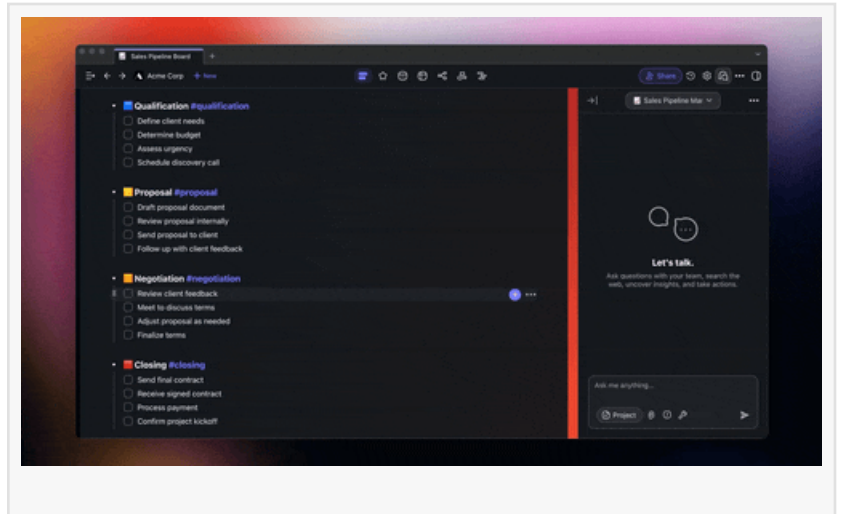 Sales Pipeline Board +
Acme Corp + New
Share
Sales Pipeline Mar
Qualification #qualification
Define client needs
Determine budget
Assess urgency
Schedule discovery call
Proposal #proposal
Draft proposal document
Review proposal internally
Send proposal to client
Follow up with client feedback
Negotiation #negotiation
Review client feedback
Meet to discuss terms
Adjust proposal as needed
Finalize terms
Closing #closing
Send final contract
Receive signed contract
Process payment
Confirm project kickoff
Let's talk.
Ask questions with your team, search the
web, uncover insights, and take actions.
Ask me anything...
Project